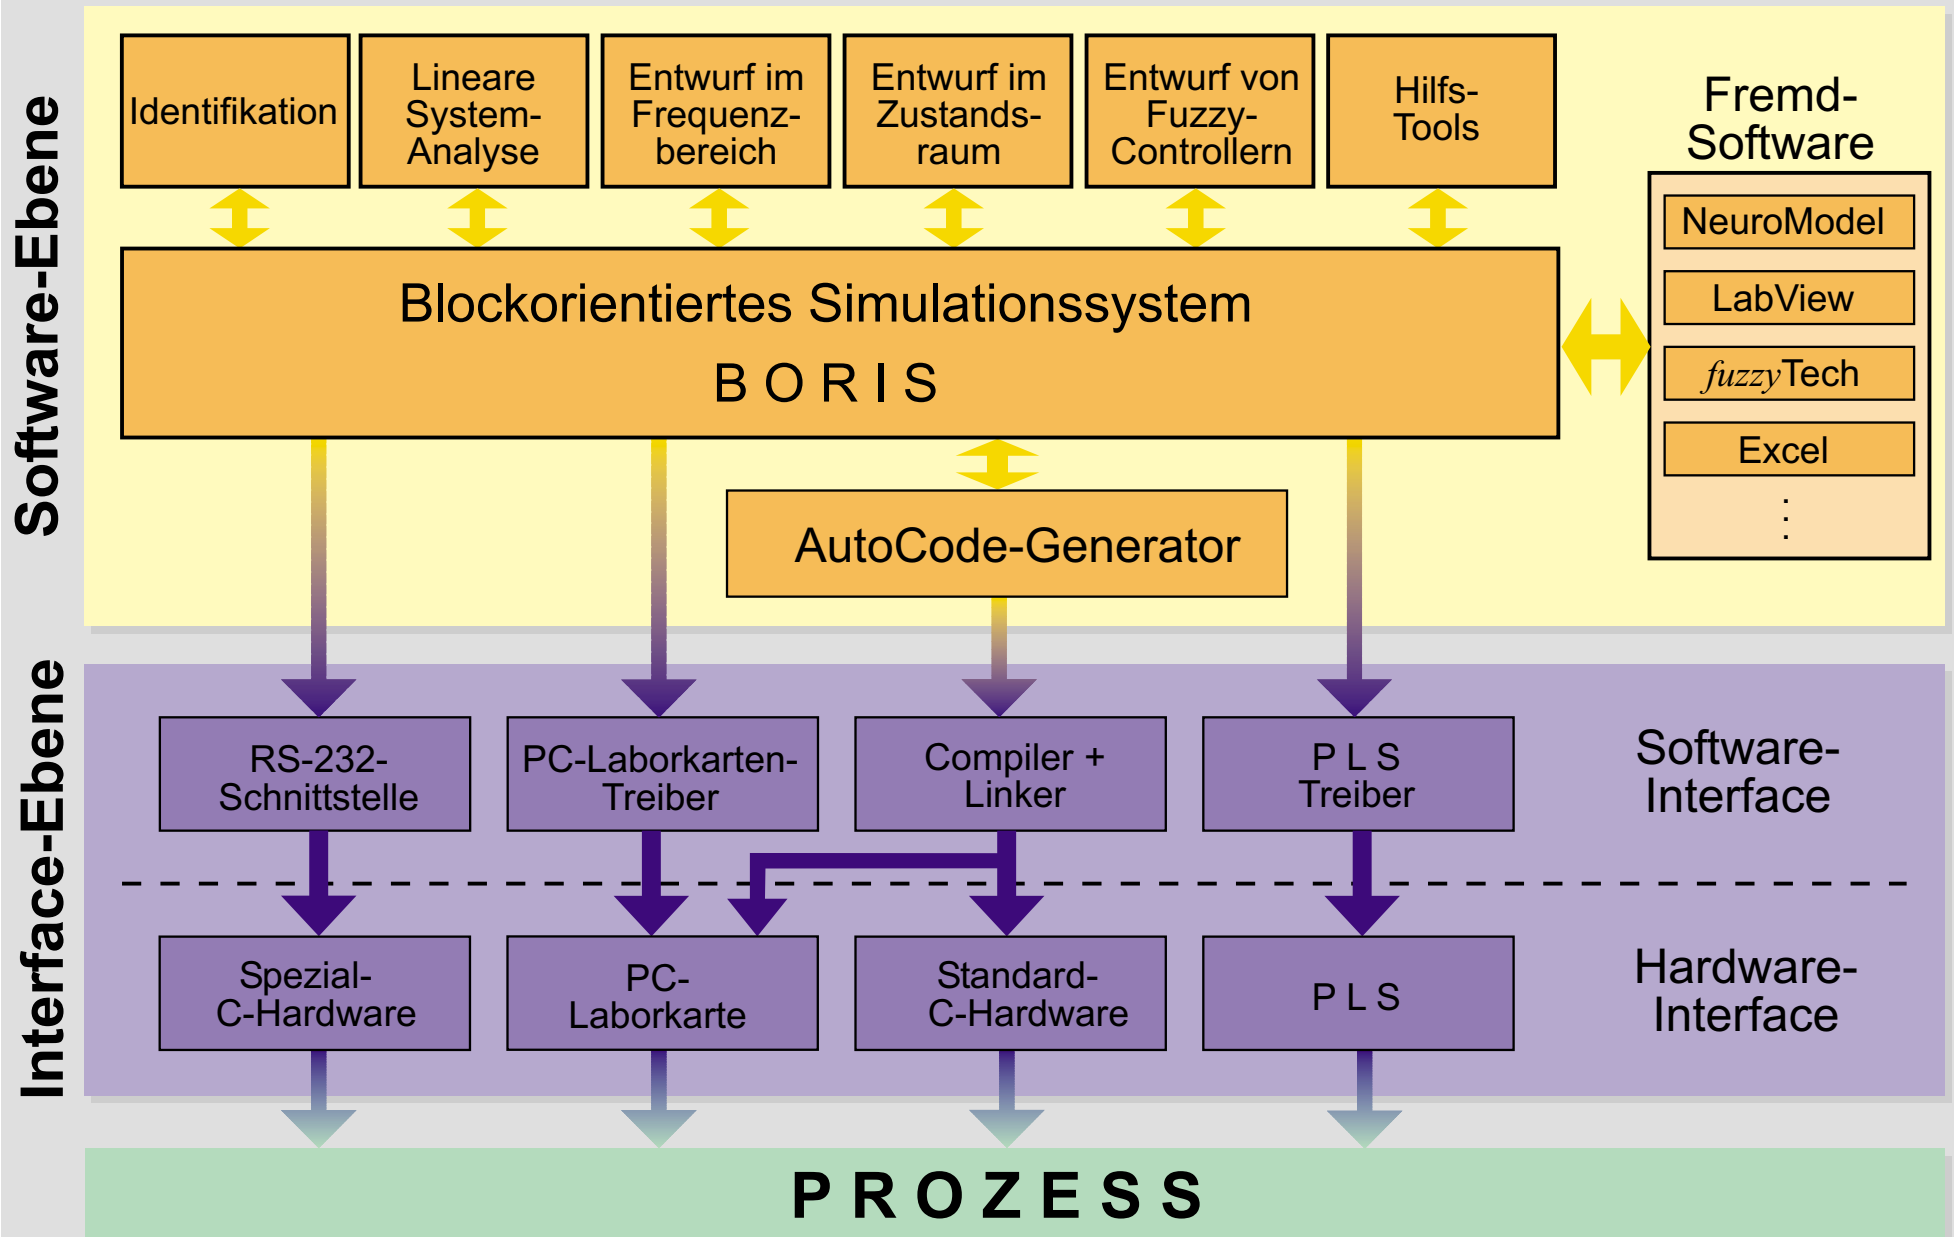 Software-Ebene
Identifikation
Lineare
System-
Analyse
Entwurf im
Frequenz-
bereich
Entwurf im
Zustands-
raum
Entwurf von
Fuzzy-
Controllern
Hilfs-
Tools
Fremd-
Software
NeuroModel
LabView
fuzzyTech
Excel
Blockorientiertes Simulationssystem
B O R I S
AutoCode-Generator
Interface-Ebene
RS-232-
Schnittstelle
PC-Laborkarten-
Treiber
Compiler +
Linker
P L S
Treiber
Software-
Interface
Spezial-
C-Hardware
PC-
Laborkarte
Standard-
C-Hardware
P L S
Hardware-
Interface
P R O Z E S S